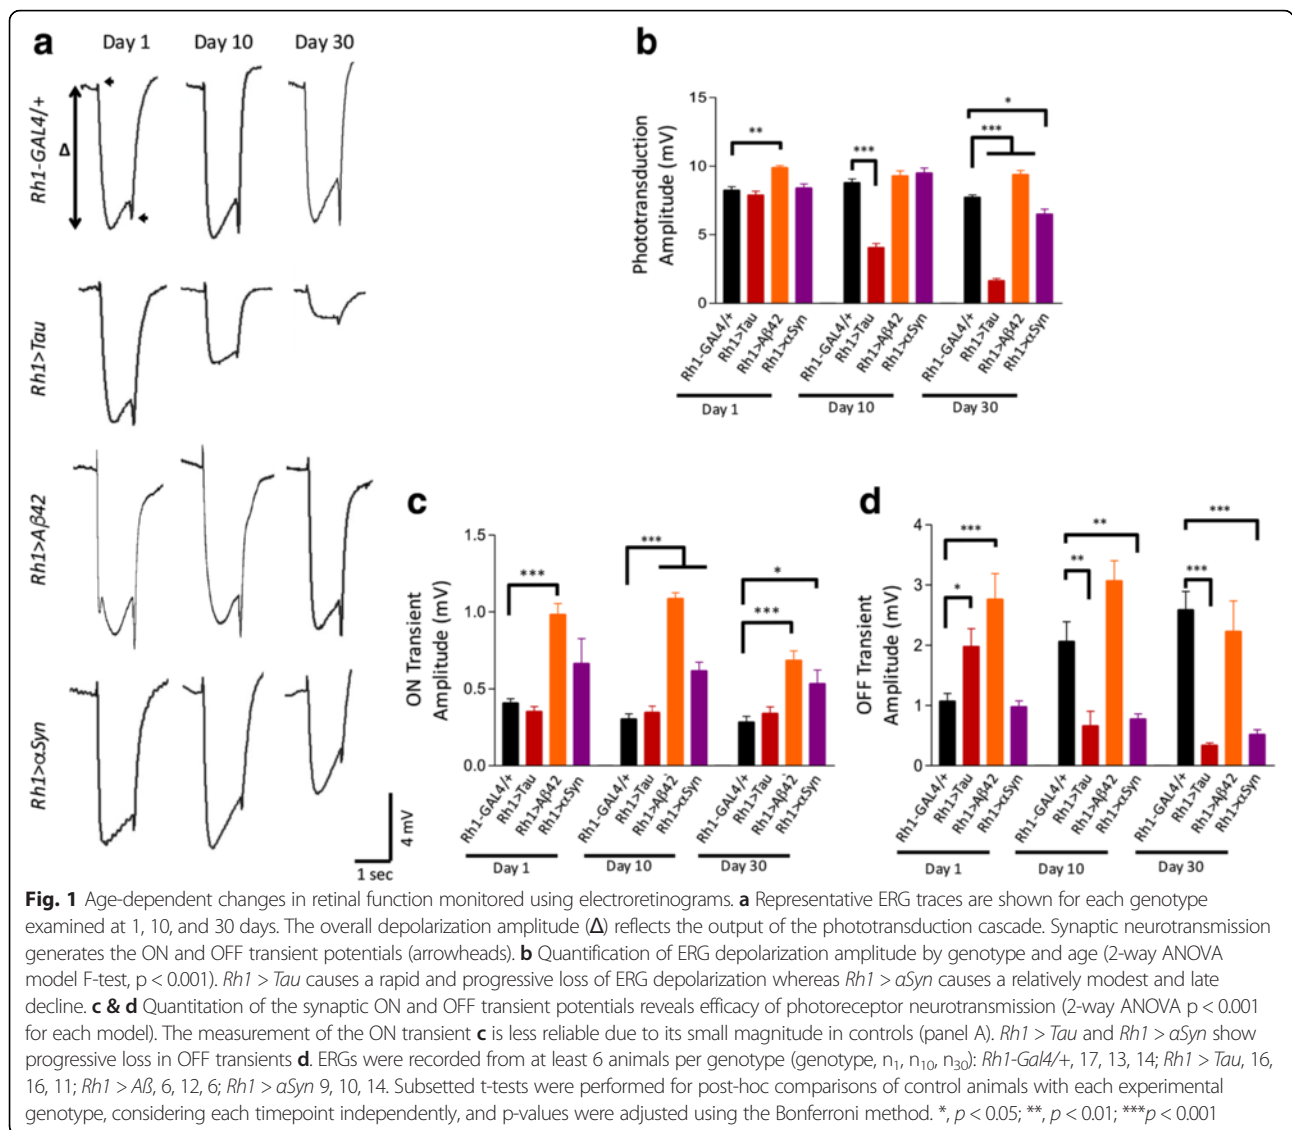 a
Day 1
Day 10
Day 30
Rh1-GAL4/+
Δ
Rh1>Tau
Rh1>Aβ42
Rh1>αSyn
4 mV
1 sec
b
Phototransduction
Amplitude (mV)
15
10
5
0
**
***
***
*
Rh1-GAL4/+
Rh1>Tau
Rh1>Aβ42
Rh1>αSyn
Rh1-GAL4/+
Rh1>Tau
Rh1>Aβ42
Rh1>αSyn
Rh1-GAL4/+
Rh1>Tau
Rh1>Aβ42
Rh1>αSyn
Day 1
Day 10
Day 30
c
ON Transient
Amplitude (mV)
1.5
1.0
0.5
0.0
***
***
*
***
Rh1-GAL4/+
Rh1>Tau
Rh1>Aβ42
Rh1>αSyn
Rh1-GAL4/+
Rh1>Tau
Rh1>Aβ42
Rh1>αSyn
Rh1-GAL4/+
Rh1>Tau
Rh1>Aβ42
Rh1>αSyn
Day 1
Day 10
Day 30
d
OFF Transient
Amplitude (mV)
4
3
2
1
0
***
*
**
**
***
***
Rh1-GAL4/+
Rh1>Tau
Rh1>Aβ42
Rh1>αSyn
Rh1-GAL4/+
Rh1>Tau
Rh1>Aβ42
Rh1>αSyn
Rh1-GAL4/+
Rh1>Tau
Rh1>Aβ42
Rh1>αSyn
Day 1
Day 10
Day 30
Fig. 1 Age-dependent changes in retinal function monitored using electroretinograms. a Representative ERG traces are shown for each genotype
examined at 1, 10, and 30 days. The overall depolarization amplitude (Δ) reflects the output of the phototransduction cascade. Synaptic neurotransmission
generates the ON and OFF transient potentials (arrowheads). b Quantification of ERG depolarization amplitude by genotype and age (2-way ANOVA
model F-test, p < 0.001). Rh1 > Tau causes a rapid and progressive loss of ERG depolarization whereas Rh1 > αSyn causes a relatively modest and late
decline. c & d Quantitation of the synaptic ON and OFF transient potentials reveals efficacy of photoreceptor neurotransmission (2-way ANOVA p < 0.001
for each model). The measurement of the ON transient c is less reliable due to its small magnitude in controls (panel A). Rh1 > Tau and Rh1 > αSyn show
progressive loss in OFF transients d. ERGs were recorded from at least 6 animals per genotype (genotype, n₁, n₁₀, n₃₀): Rh1-Gal4/+, 17, 13, 14; Rh1 > Tau, 16,
16, 11; Rh1 > Aß, 6, 12, 6; Rh1 > αSyn 9, 10, 14. Subsetted t-tests were performed for post-hoc comparisons of control animals with each experimental
genotype, considering each timepoint independently, and p-values were adjusted using the Bonferroni method. *, p < 0.05; **, p < 0.01; ***p < 0.001